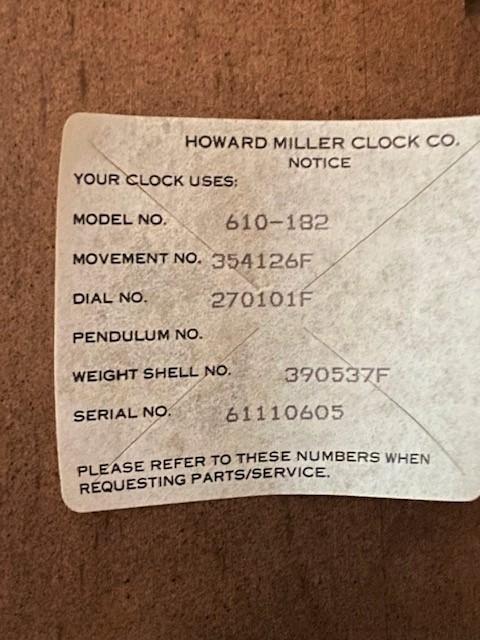 HOWARD MILLER CLOCK CO.
NOTICE
YOUR CLOCK USES:
MODEL NO. 610-182
MOVEMENT NO. 354126F
DIAL NO. 270101F
PENDULUM NO.
WEIGHT SHELL NO. 390537F
SERIAL NO. 61110605
PLEASE REFER TO THESE NUMBERS WHEN
REQUESTING PARTS/SERVICE.